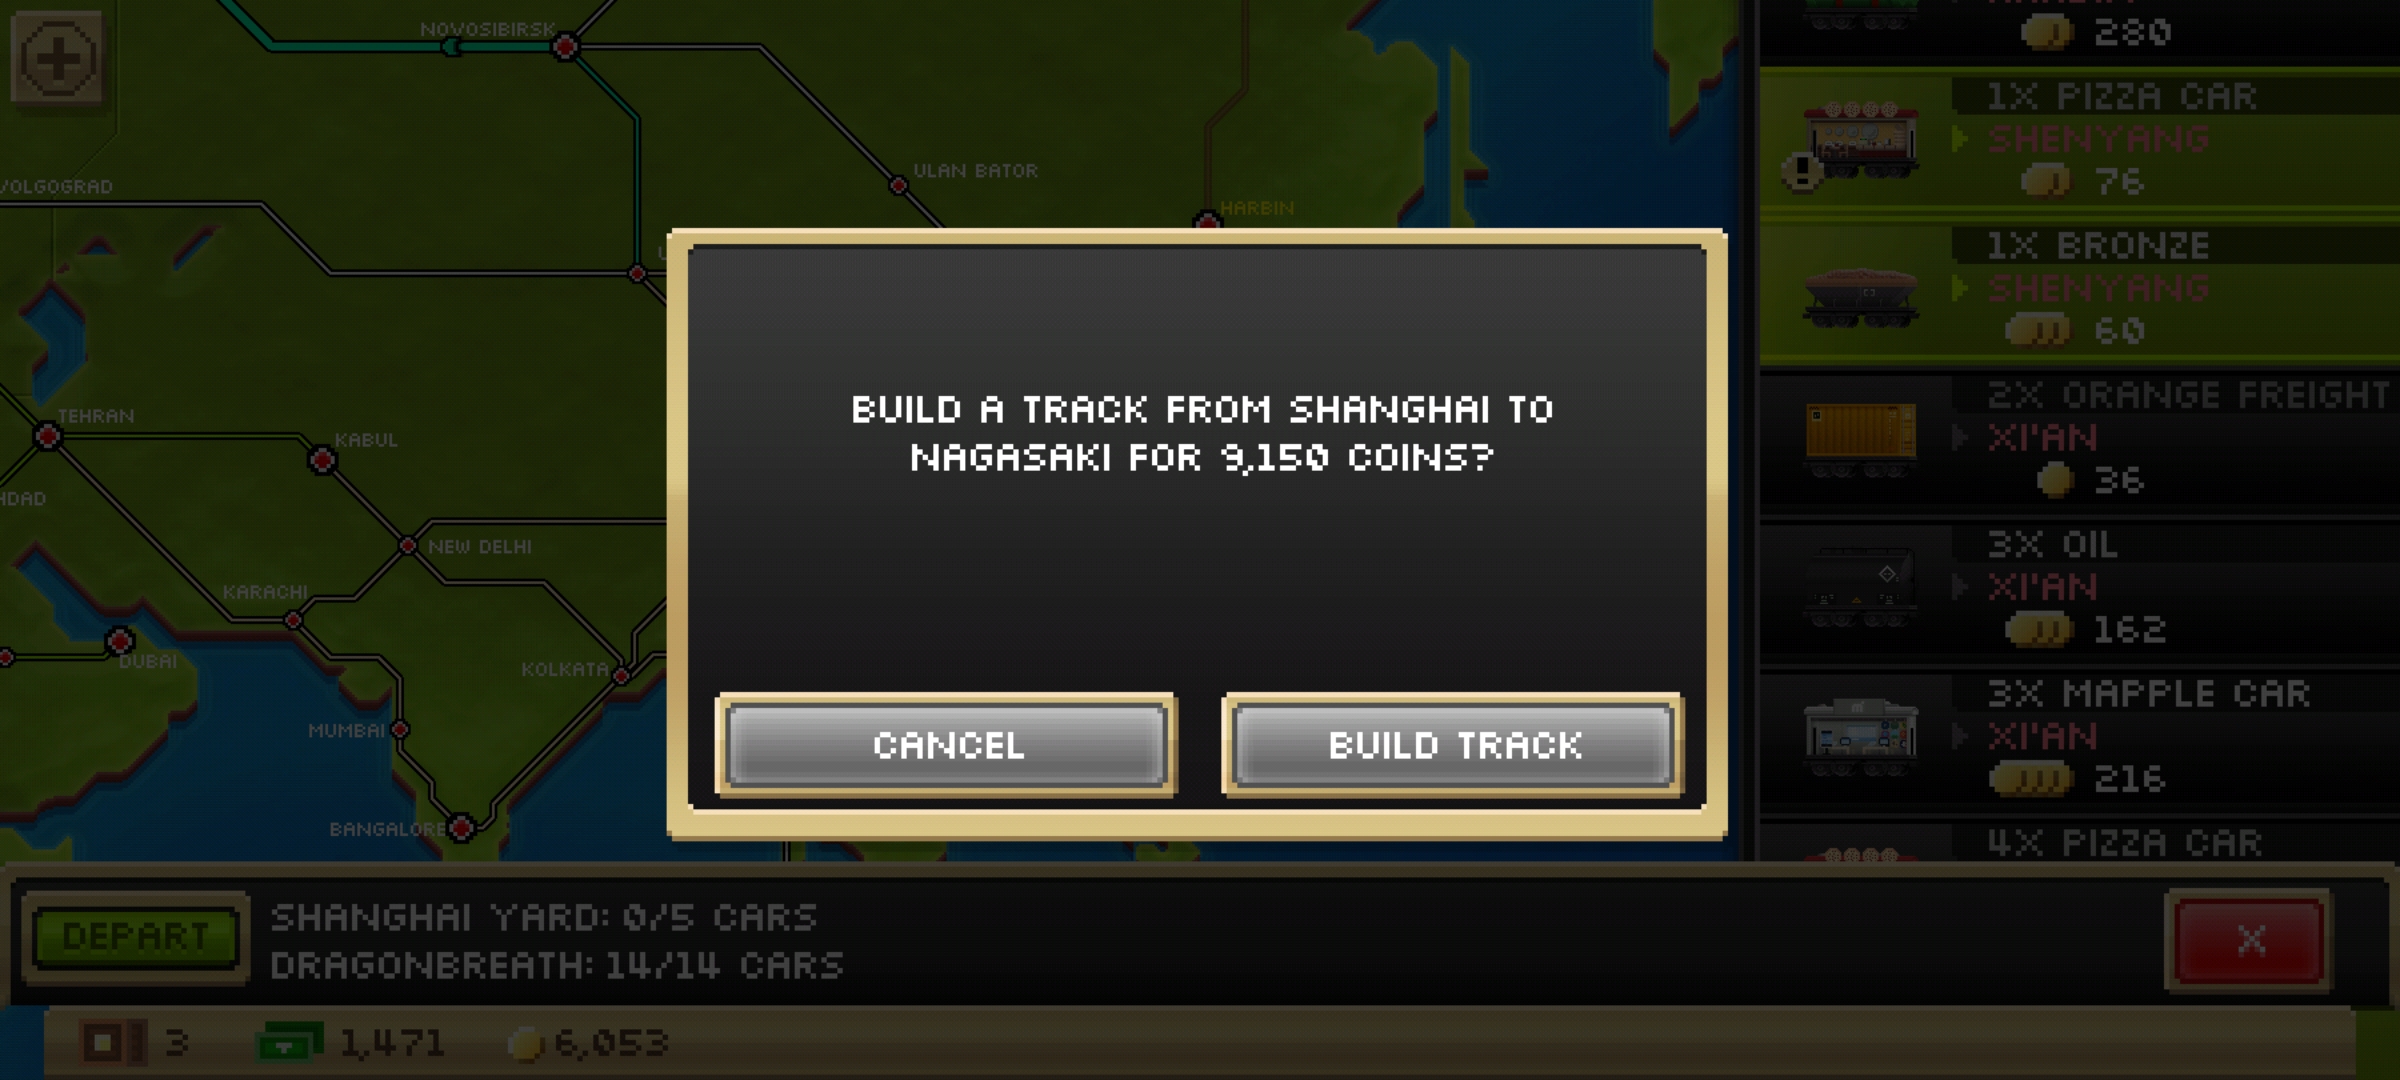 NOVOSIBIRSK
ULAN BATOR
VOLGOGRAD
HARBIN
TEHRAN
KABUL
NEW DELHI
KARACHI
DUBAI
KOLKATA
MUMBAI
BANGALORE
BUILD A TRACK FROM SHANGHAI TO
NAGASAKI FOR 9,150 COINS?
CANCEL
BUILD TRACK
280
1X PIZZA CAR
SHENYANG
76
1X BRONZE
SHENYANG
60
2X ORANGE FREIGHT
XI'AN
36
3X OIL
XI'AN
162
3X MAPPLE CAR
XI'AN
216
4X PIZZA CAR
DEPART
SHANGHAI YARD: 0/5 CARS
DRAGONBREATH: 14/14 CARS
X
3
1,471
6,053